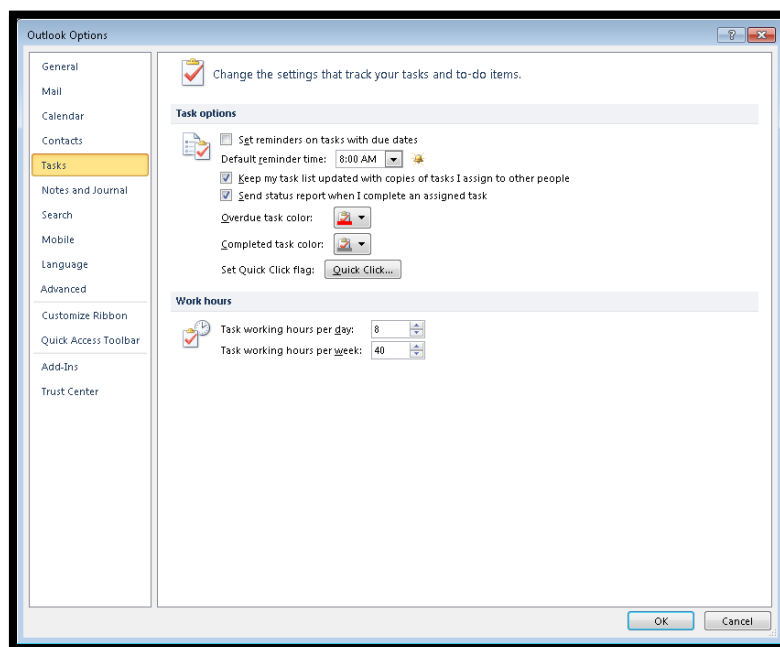 Outlook Options
General
Mail
Calendar
Contacts
Tasks
Notes and Journal
Search
Mobile
Language
Advanced
Customize Ribbon
Quick Access Toolbar
Add-Ins
Trust Center
Change the settings that track your tasks and to-do items.
Task options
Set reminders on tasks with due dates
Default reminder time: 8:00 AM
Keep my task list updated with copies of tasks I assign to other people
Send status report when I complete an assigned task
Overdue task color:
Completed task color:
Set Quick Click flag: Quick Click...
Work hours
Task working hours per day: 8
Task working hours per week: 40
OK Cancel